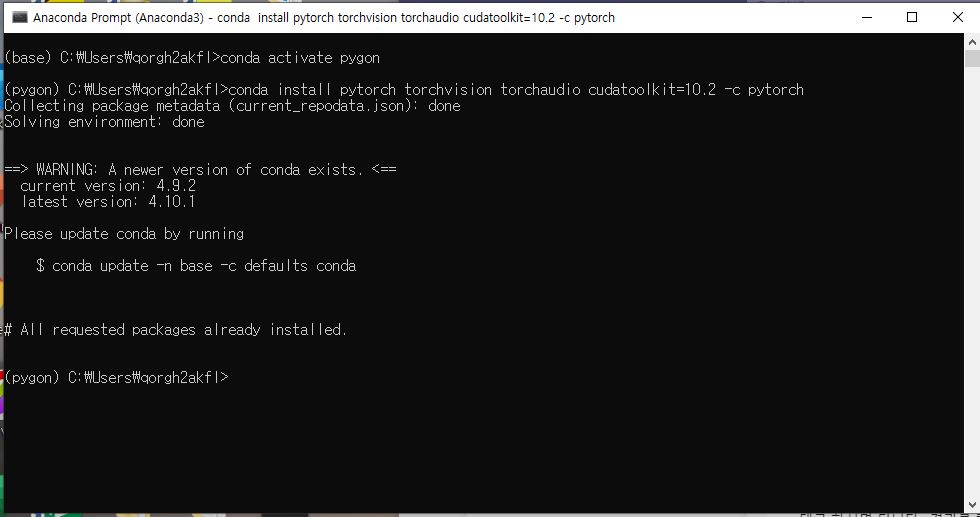 Anaconda Prompt (Anaconda3) - conda  install pytorch torchvision torchaudio cudatoolkit=10.2 -c pytorch
(base) C:₩Users₩qorgh2akfl>conda activate pygon
(pygon) C:₩Users₩qorgh2akfl>conda install pytorch torchvision torchaudio cudatoolkit=10.2 -c pytorch
Collecting package metadata (current_repodata.json): done
Solving environment: done
==> WARNING: A newer version of conda exists. <==
  current version: 4.9.2
  latest version: 4.10.1
Please update conda by running
    $ conda update -n base -c defaults conda
# All requested packages already installed.
(pygon) C:₩Users₩qorgh2akfl>